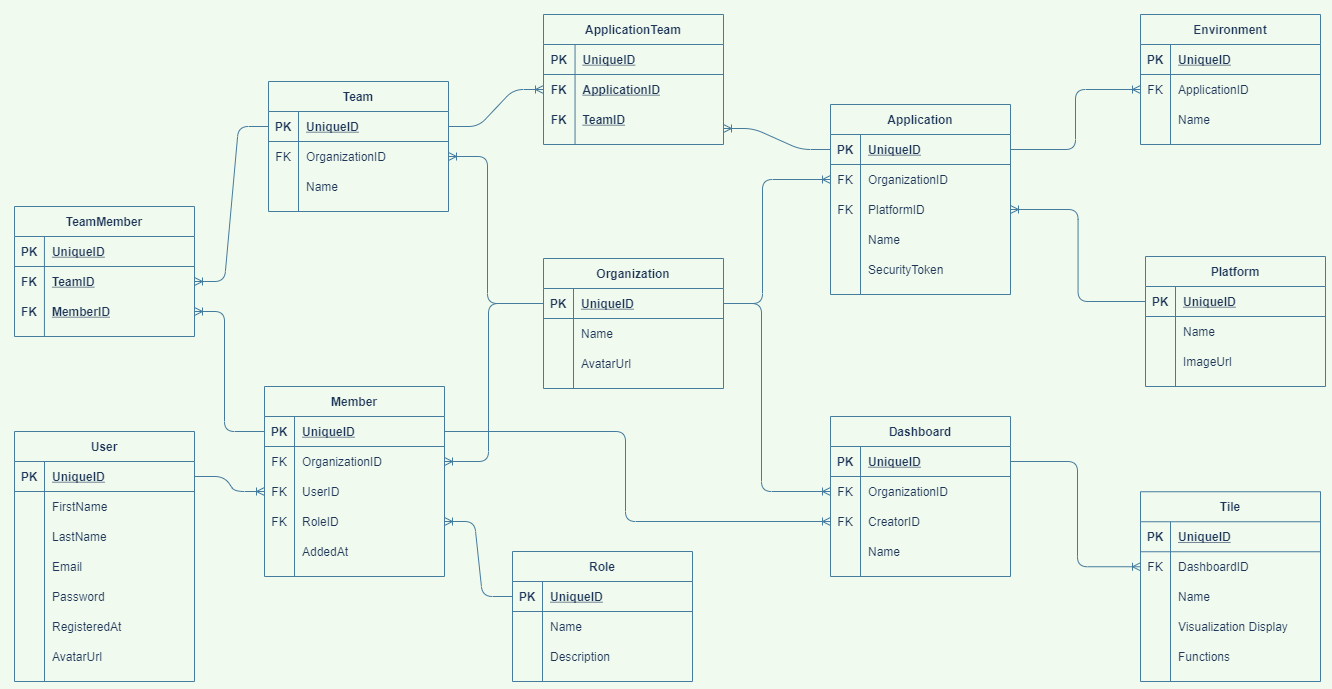 ApplicationTeam
PK UniqueID
FK ApplicationID
FK TeamID
Environment
PK UniqueID
FK ApplicationID
Name
Team
PK UniqueID
FK OrganizationID
Name
Application
PK UniqueID
FK OrganizationID
FK PlatformID
Name
SecurityToken
TeamMember
PK UniqueID
FK TeamID
FK MemberID
Organization
PK UniqueID
Name
AvatarUrl
Platform
PK UniqueID
Name
ImageUrl
Member
PK UniqueID
FK OrganizationID
FK UserID
FK RoleID
AddedAt
Dashboard
PK UniqueID
FK OrganizationID
FK CreatorID
Name
User
PK UniqueID
FirstName
LastName
Email
Password
RegisteredAt
AvatarUrl
Role
PK UniqueID
Name
Description
Tile
PK UniqueID
FK DashboardID
Name
Visualization Display
Functions